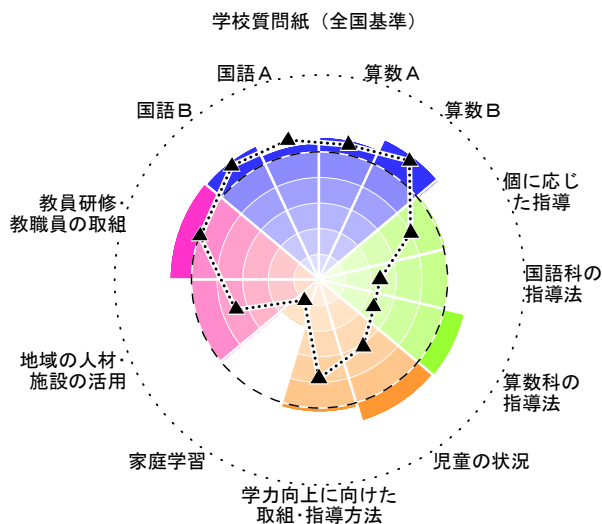 学校質問紙（全国基準）
国語Ａ
算数Ａ
国語Ｂ
算数Ｂ
個に応じ
た指導
教員研修・
教職員の取組
国語科の
指導法
地域の人材・
施設の活用
算数科の
指導法
家庭学習
児童の状況
学力向上に向けた
取組・指導方法